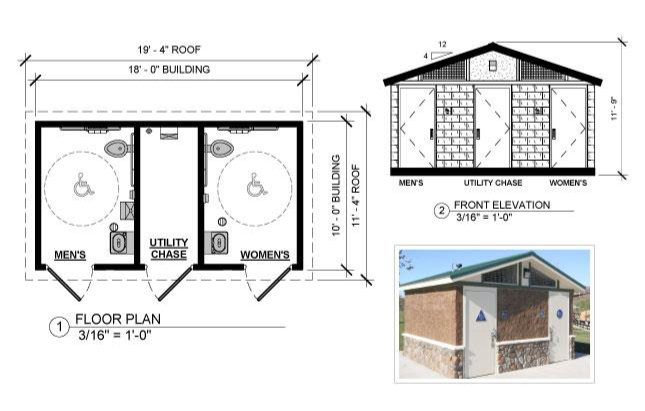 19' - 4" ROOF
18' - 0" BUILDING
10' - 0" BUILDING
11' - 4" ROOF
MEN'S
UTILITY
CHASE
WOMEN'S
1 FLOOR PLAN
3/16" = 1'-0"
12
4
11' - 9"
MEN'S UTILITY CHASE WOMEN'S
2 FRONT ELEVATION
3/16" = 1'-0"